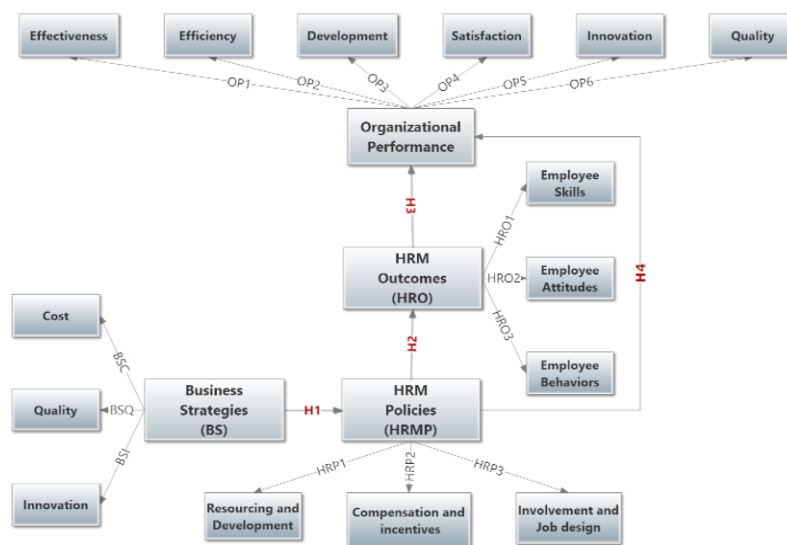 Effectiveness
Efficiency
Development
Satisfaction
Innovation
Quality
OP1
OP2
OP3
OP4
OP5
OP6
Organizational
Performance
H3
H4
Employee
Skills
HRO1
HRM
Outcomes
(HRO)
HRO2
Employee
Attitudes
HRO3
Employee
Behaviors
H2
Cost
BSC
Quality
BSQ
Business
Strategies
(BS)
H1
HRM
Policies
(HRMP)
BSI
Innovation
HRP1
HRP2
HRP3
Resourcing and
Development
Compensation and
incentives
Involvement and
Job design